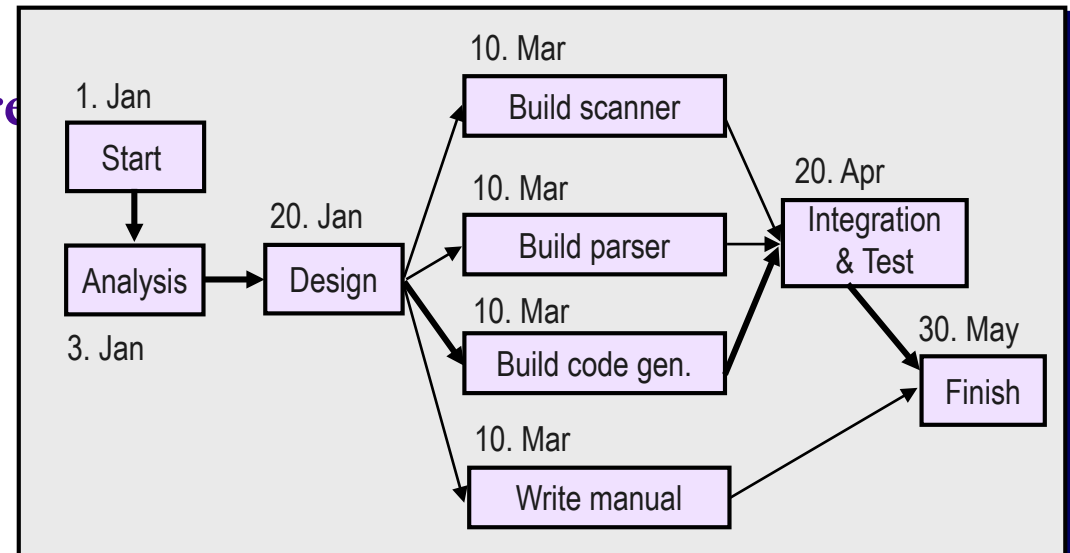 re
1. Jan
Start
Analysis
3. Jan
20. Jan
Design
10. Mar
Build scanner
10. Mar
Build parser
10. Mar
Build code gen.
10. Mar
Write manual
20. Apr
Integration
& Test
30. May
Finish